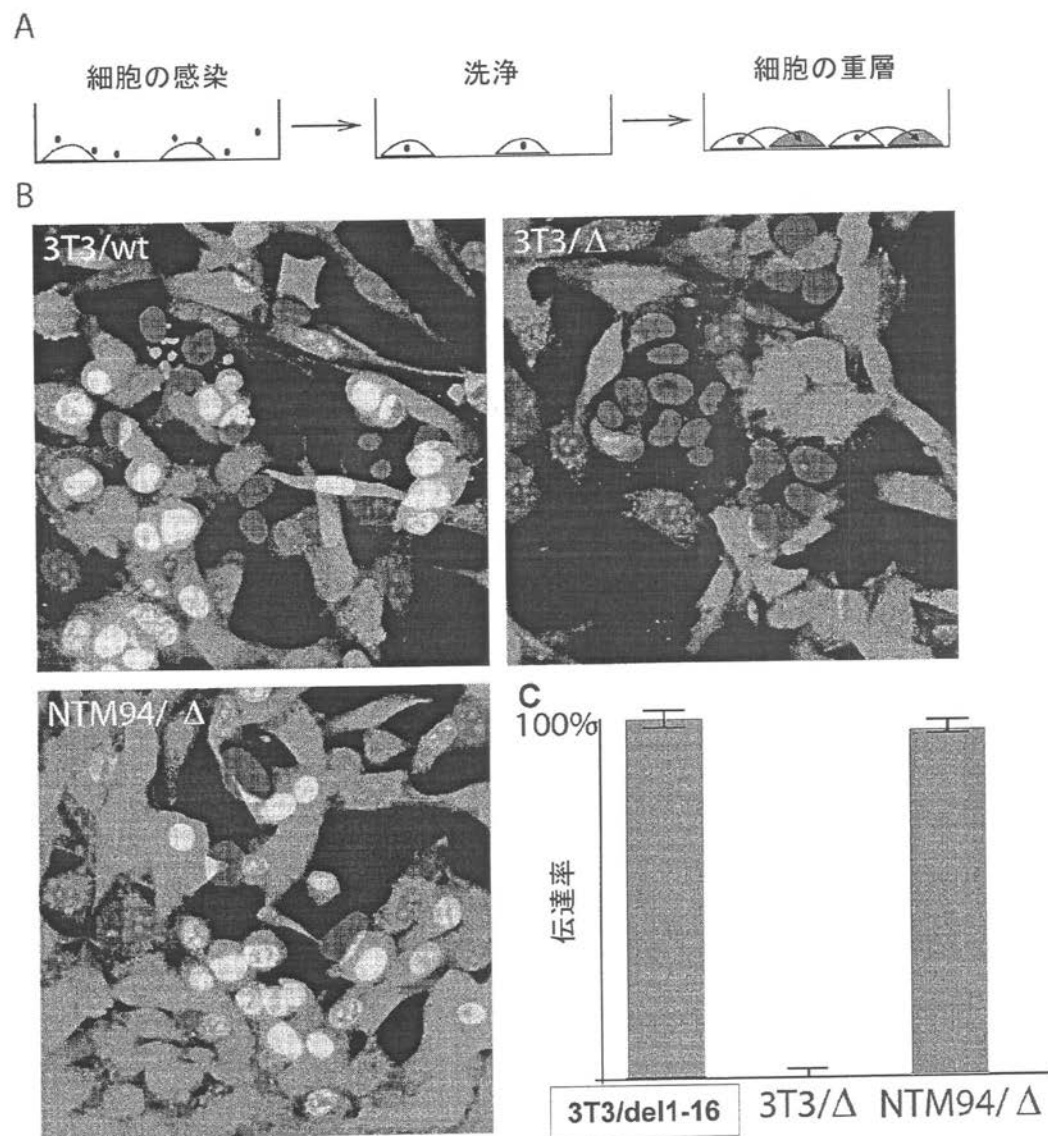 A
細胞の感染
洗浄
細胞の重層
B
3T3/wt
3T3/Δ
NTM94/ Δ
C
100%
伝達率
3T3/del1-16
3T3/Δ
NTM94/ Δ